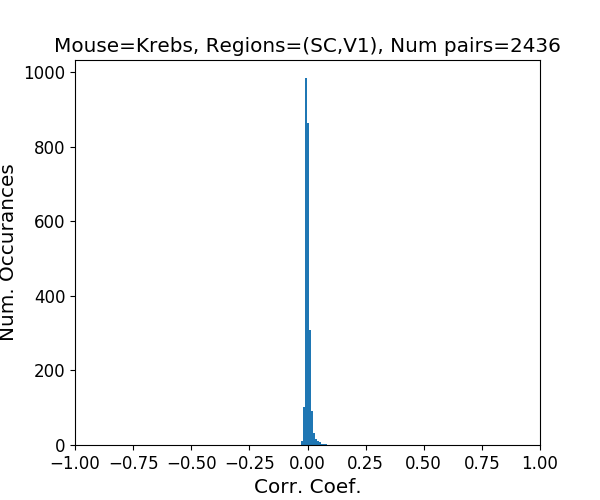 Mouse=Krebs, Regions=(SC,V1), Num pairs=2436
1000
800
600
400
200
0
Num. Occurances
−1.00 −0.75 −0.50 −0.25 0.00 0.25 0.50 0.75 1.00
Corr. Coef.